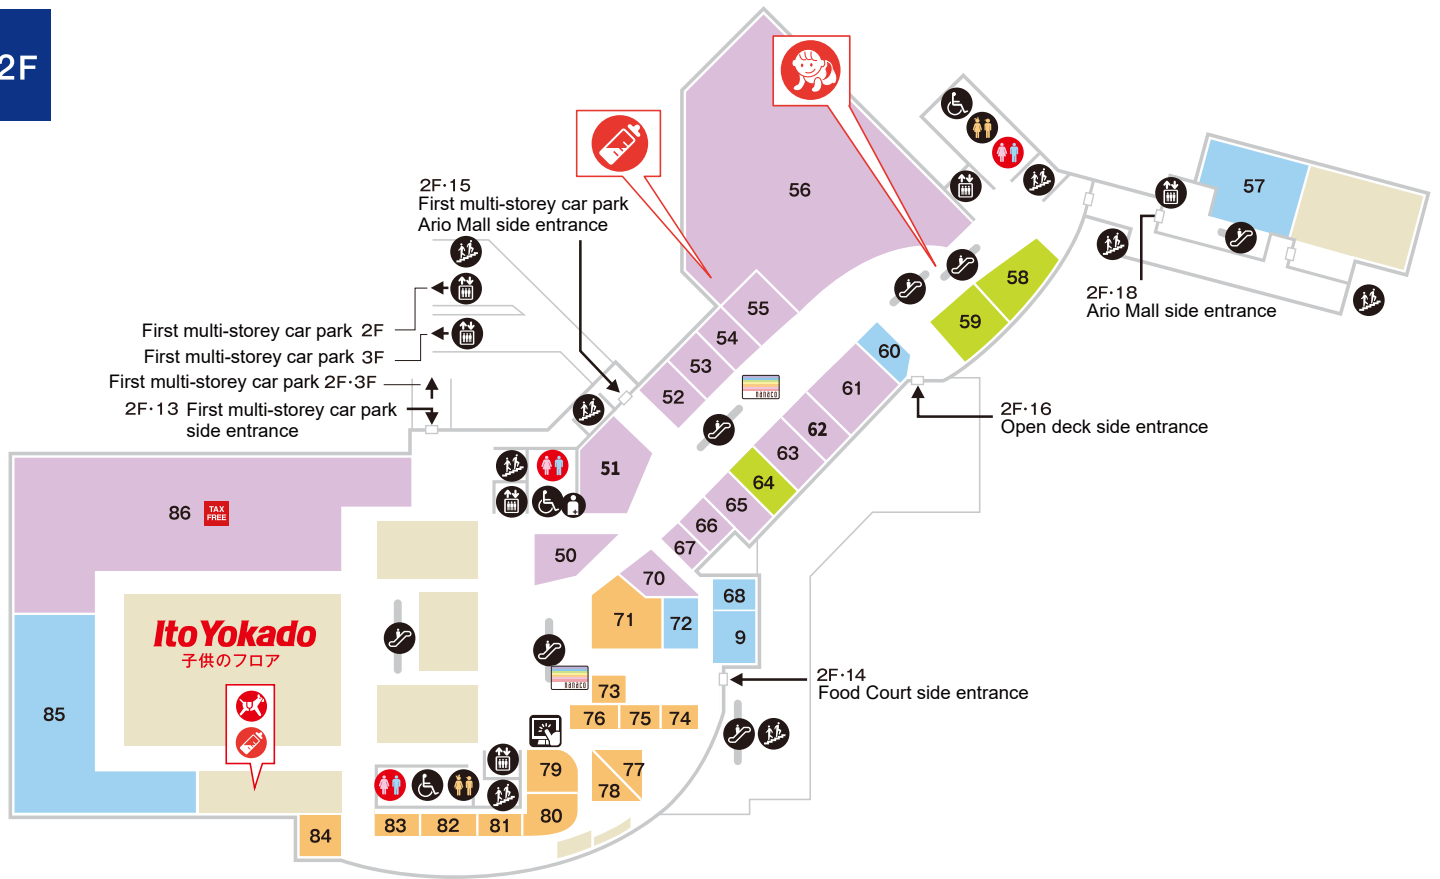 2F
56
57
2F·15
First multi-storey car park
Ario Mall side entrance
58
2F·18
Ario Mall side entrance
55
59
First multi-storey car park 2F
54
60
First multi-storey car park 3F
53
61
First multi-storey car park 2F·3F
nanaco
52
2F·13 First multi-storey car park
side entrance
2F·16
Open deck side entrance
62
63
51
64
65
86
TAX
FREE
66
67
50
70
68
71
72
9
Ito Yokado
子供のフロア
2F·14
Food Court side entrance
nanaco
73
85
76
75
74
79
77
78
80
83
82
81
84